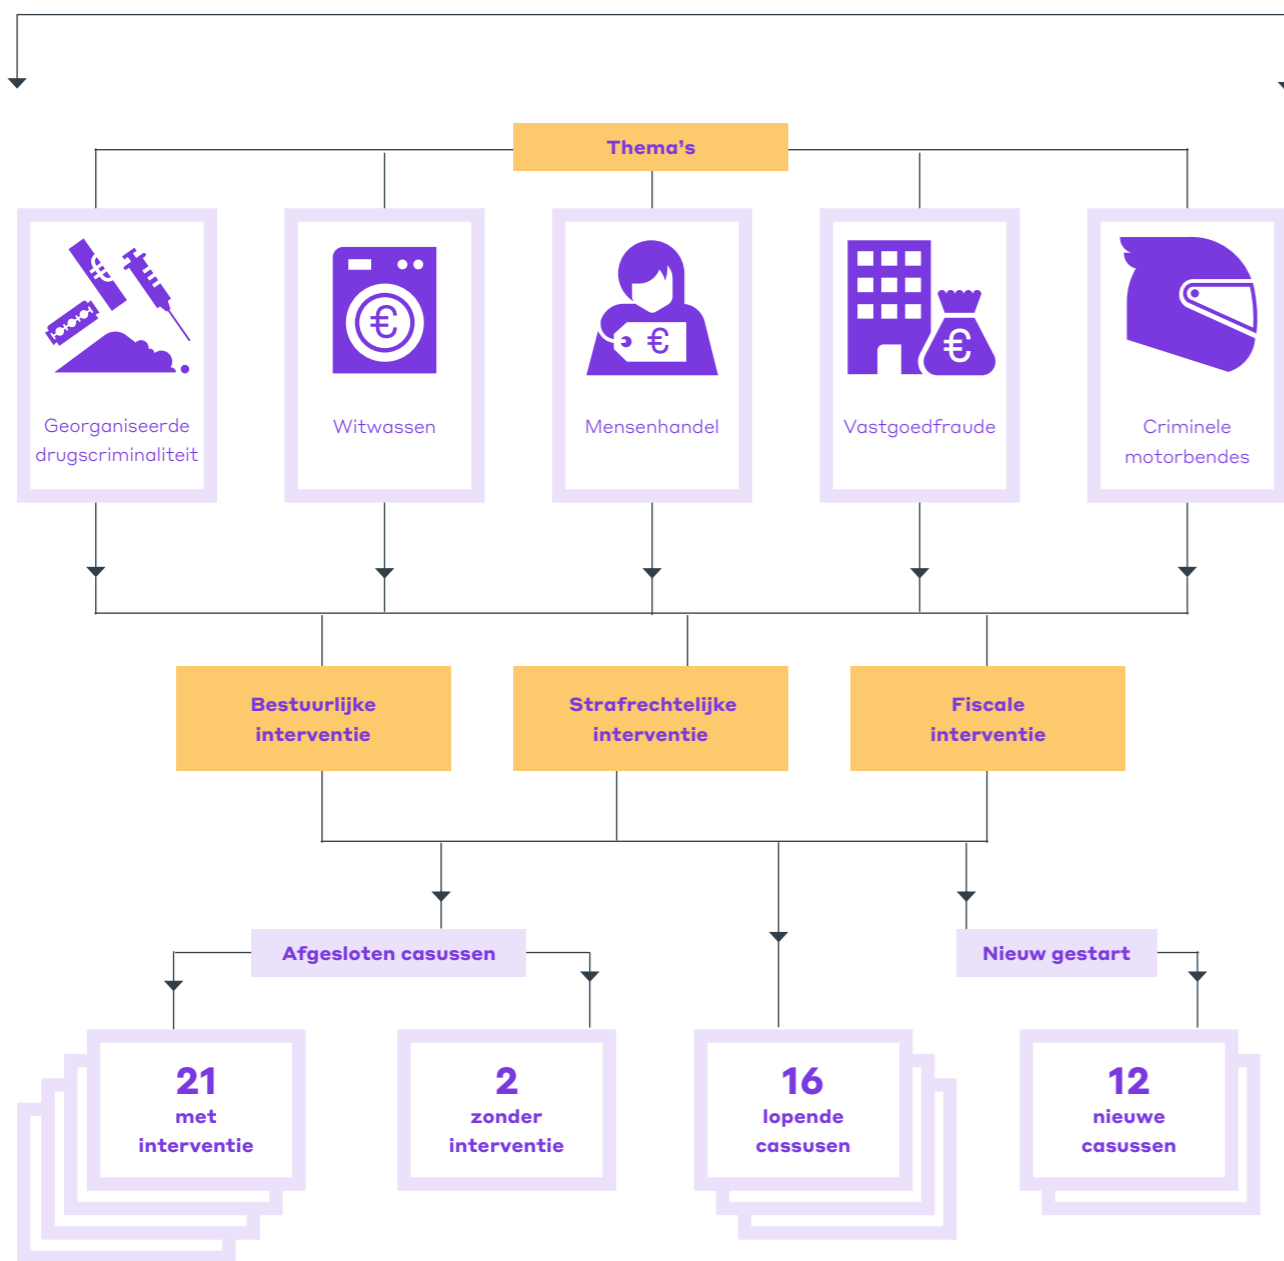 Thema's
Georganiseerde
drugscriminaliteit
Witwassen
Mensenhandel
Vastgoedfraude
Criminele
motorbendes
Bestuurlijke
interventie
Strafrechtelijke
interventie
Fiscale
interventie
Afgesloten casussen
Nieuw gestart
21
met
interventie
2
zonder
interventie
16
lopende
cassusen
12
nieuwe
casussen